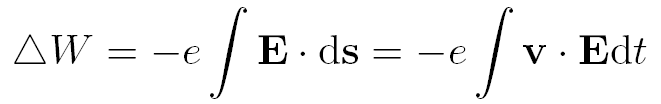 △W = −e ∫ E · ds = −e ∫ v · Edt